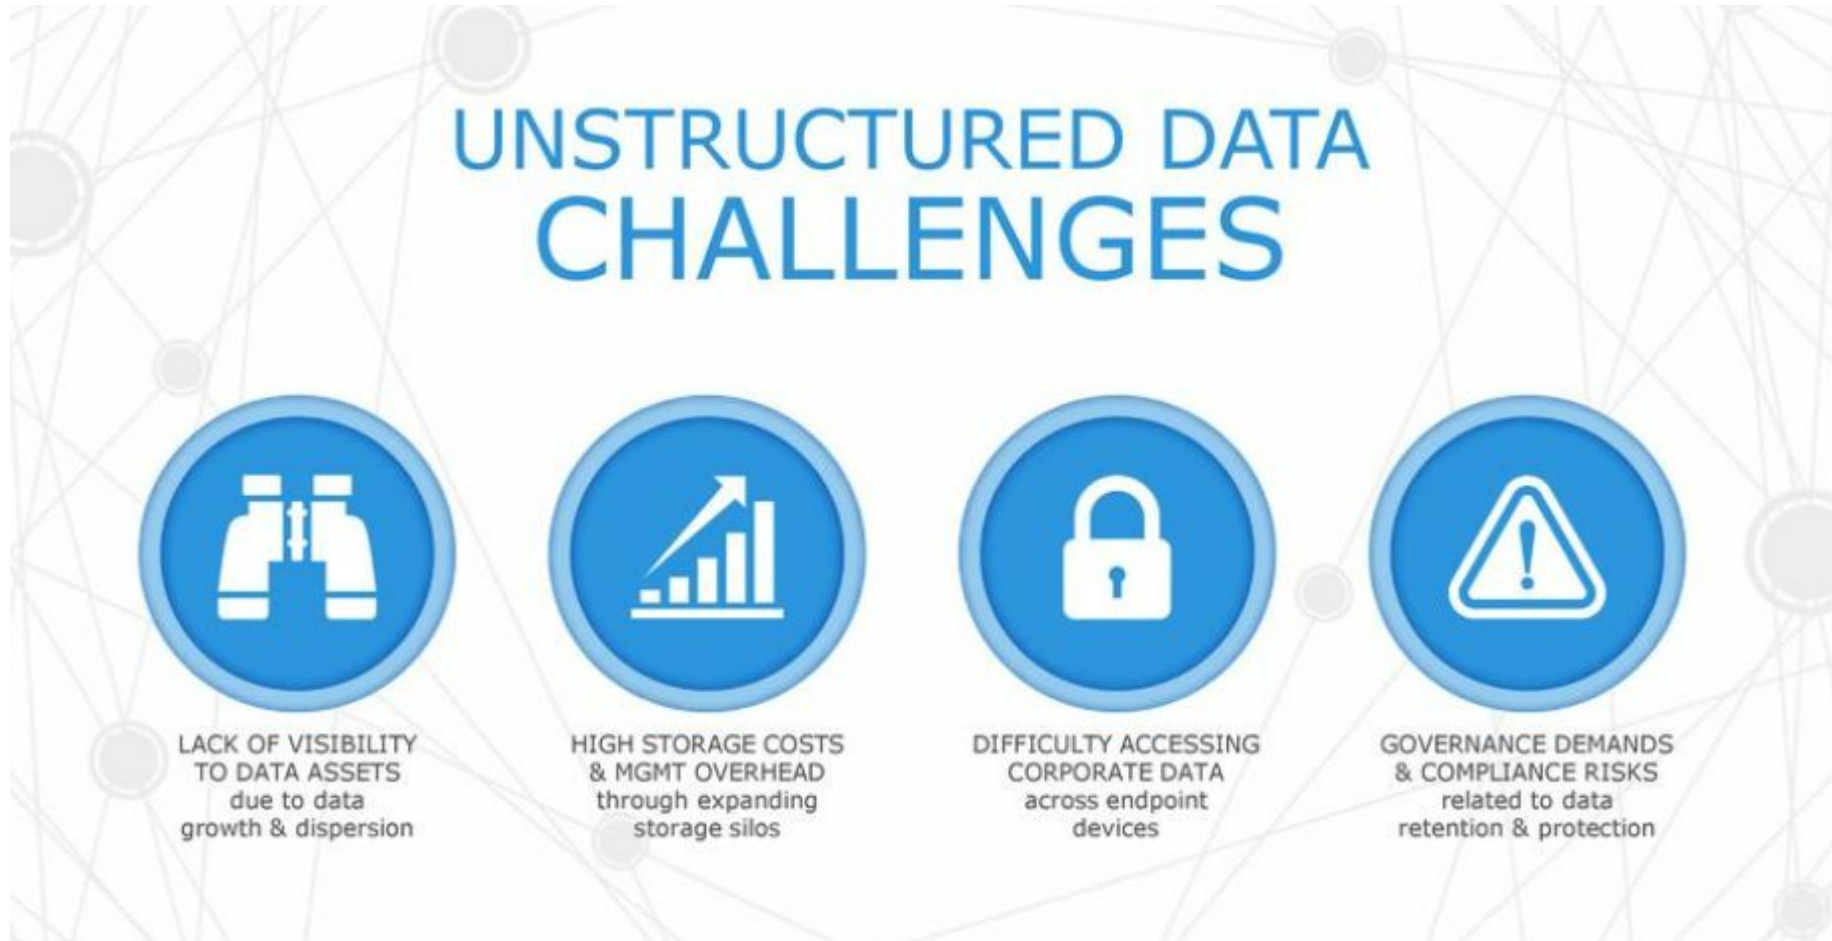 UNSTRUCTURED DATA
CHALLENGES
LACK OF VISIBILITY
TO DATA ASSETS
due to data
growth & dispersion
HIGH STORAGE COSTS
& MGMT OVERHEAD
through expanding
storage silos
DIFFICULTY ACCESSING
CORPORATE DATA
across endpoint
devices
GOVERNANCE DEMANDS
& COMPLIANCE RISKS
related to data
retention & protection